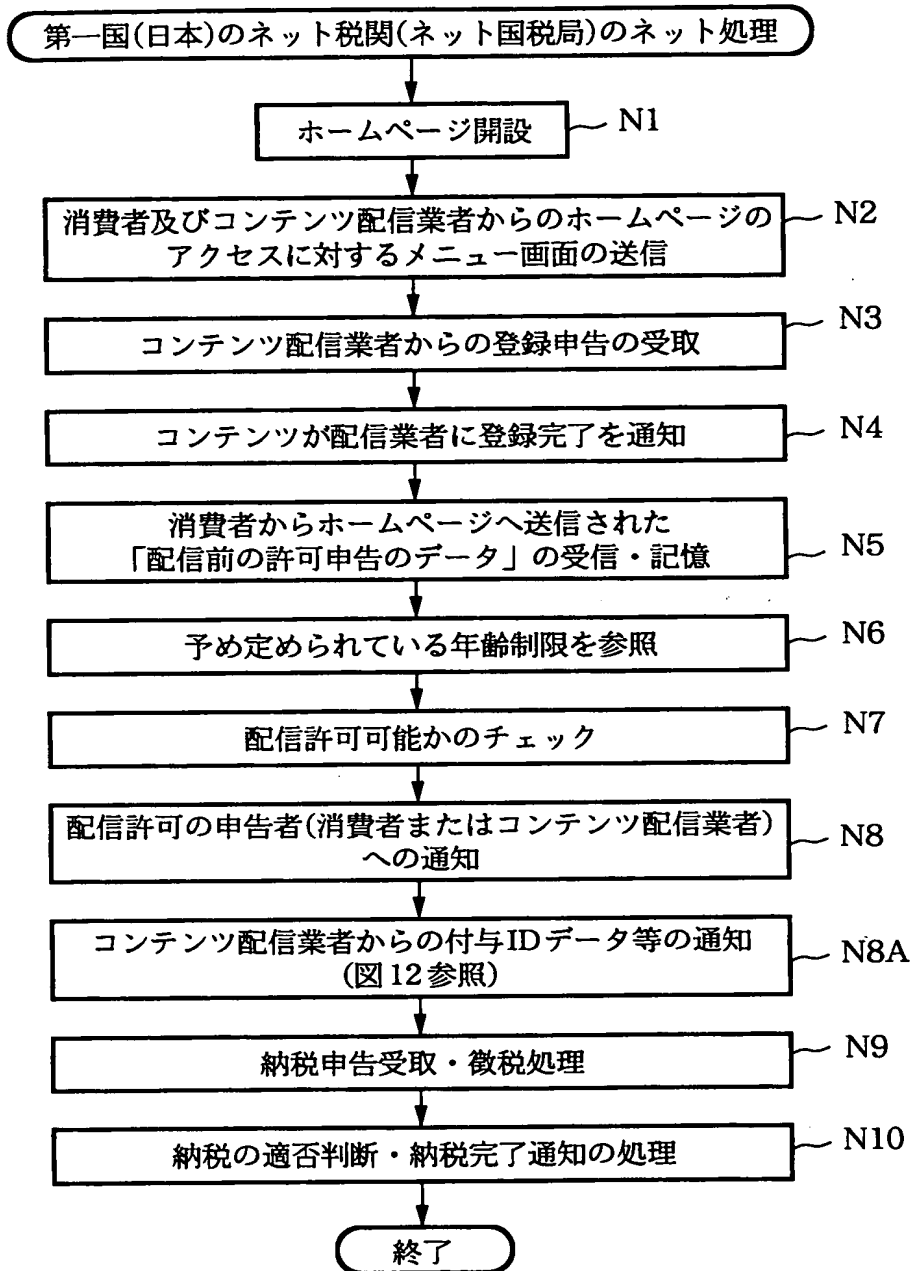 第一国(日本)のネット税関(ネット国税局)のネット処理
ホームページ開設
N1
消費者及びコンテンツ配信業者からのホームページの
アクセスに対するメニュー画面の送信
N2
コンテンツ配信業者からの登録申告の受取
N3
コンテンツが配信業者に登録完了を通知
N4
消費者からホームページへ送信された
「配信前の許可申告のデータ」の受信・記憶
N5
予め定められている年齢制限を参照
N6
配信許可可能かのチェック
N7
配信許可の申告者(消費者またはコンテンツ配信業者)
への通知
N8
コンテンツ配信業者からの付与IDデータ等の通知
(図12参照)
N8A
納税申告受取・徴税処理
N9
納税の適否判断・納税完了通知の処理
N10
終了